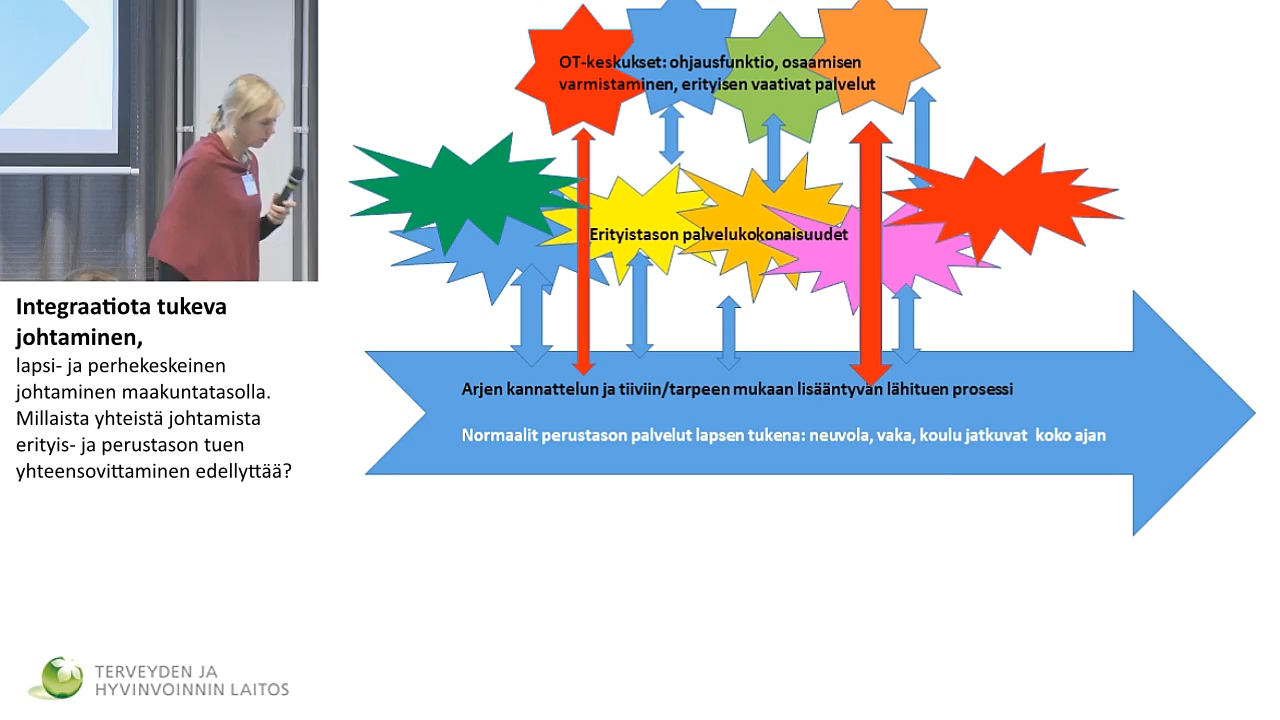 OT-keskukset: ohjausfunktio, osaamisen
varmistaminen, erityisen vaativat palvelut
Erityistason palvelukokonaisuudet
Arjen kannattelun ja tiiviin/tarpeen mukaan lisääntyvän lähituen prosessi
Normaalit perustason palvelut lapsen tukena: neuvola, vaka, koulu jatkuvat koko ajan
Integraatiota tukeva
johtaminen,
lapsi- ja perhekeskeinen
johtaminen maakuntatasolla.
Millaista yhteistä johtamista
erityis- ja perustason tuen
yhteensovittaminen edellyttää?
TERVEYDEN JA
HYVINVOINNIN LAITOS